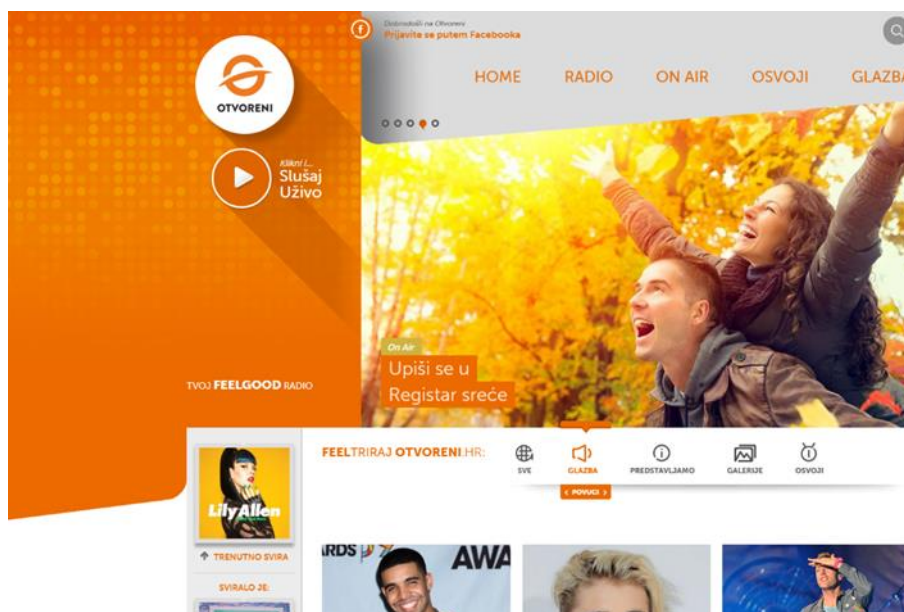 Dobrodošli na Otvoreni
Prijavite se putem Facebooka
HOME RADIO ON AIR OSVOJI GLAZBA
OTVORENI
Klikni i...
Slušaj
Uživo
On Air
Upiši se u
Registar sreće
TVOJ FEELGOOD RADIO
FEELTRIRAJ OTVORENI.HR:
SVE GLAZBA PREDSTAVLJAMO GALERIJE OSVOJI
< POVUCI >
Lily Allen
TRENUTNO SVIRA
SVIRALO JE:
ARDS
AWA